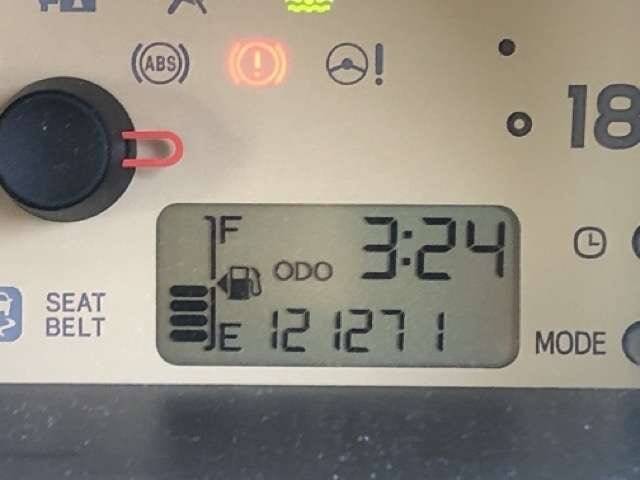 ABS
18
F
3:24
ODO
SEAT
BELT
E 121271
MODE